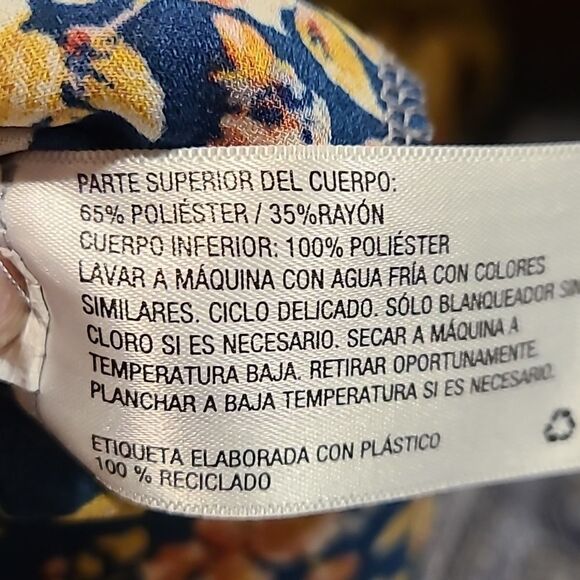 PARTE SUPERIOR DEL CUERPO:
65% POLIÉSTER / 35%RAYÓN
CUERPO INFERIOR: 100% POLIÉSTER
LAVAR A MÁQUINA CON AGUA FRÍA CON COLORES
SIMILARES. CICLO DELICADO. SÓLO BLANQUEADOR SIN
CLORO SI ES NECESARIO. SECAR A MÁQUINA A
TEMPERATURA BAJA. RETIRAR OPORTUNAMENTE.
PLANCHAR A BAJA TEMPERATURA SI ES NECESARIO.
ETIQUETA ELABORADA CON PLÁSTICO
100 % RECICLADO